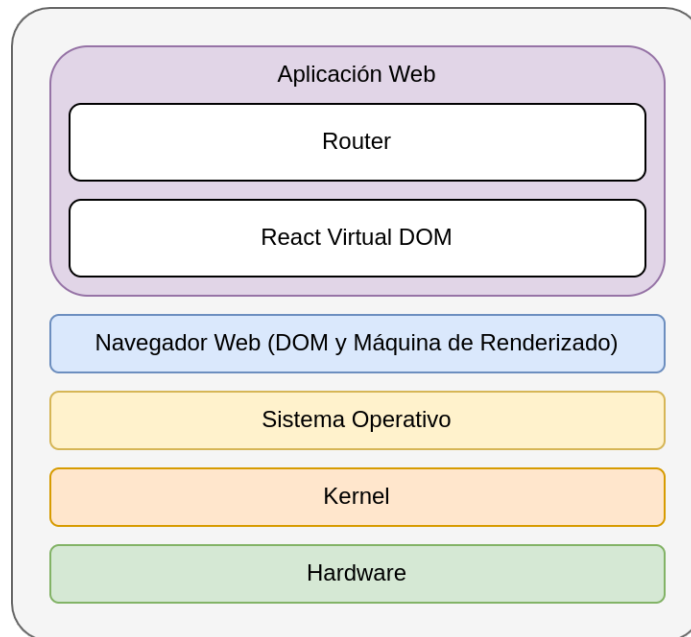 Aplicación Web
Router
React Virtual DOM
Navegador Web (DOM y Máquina de Renderizado)
Sistema Operativo
Kernel
Hardware